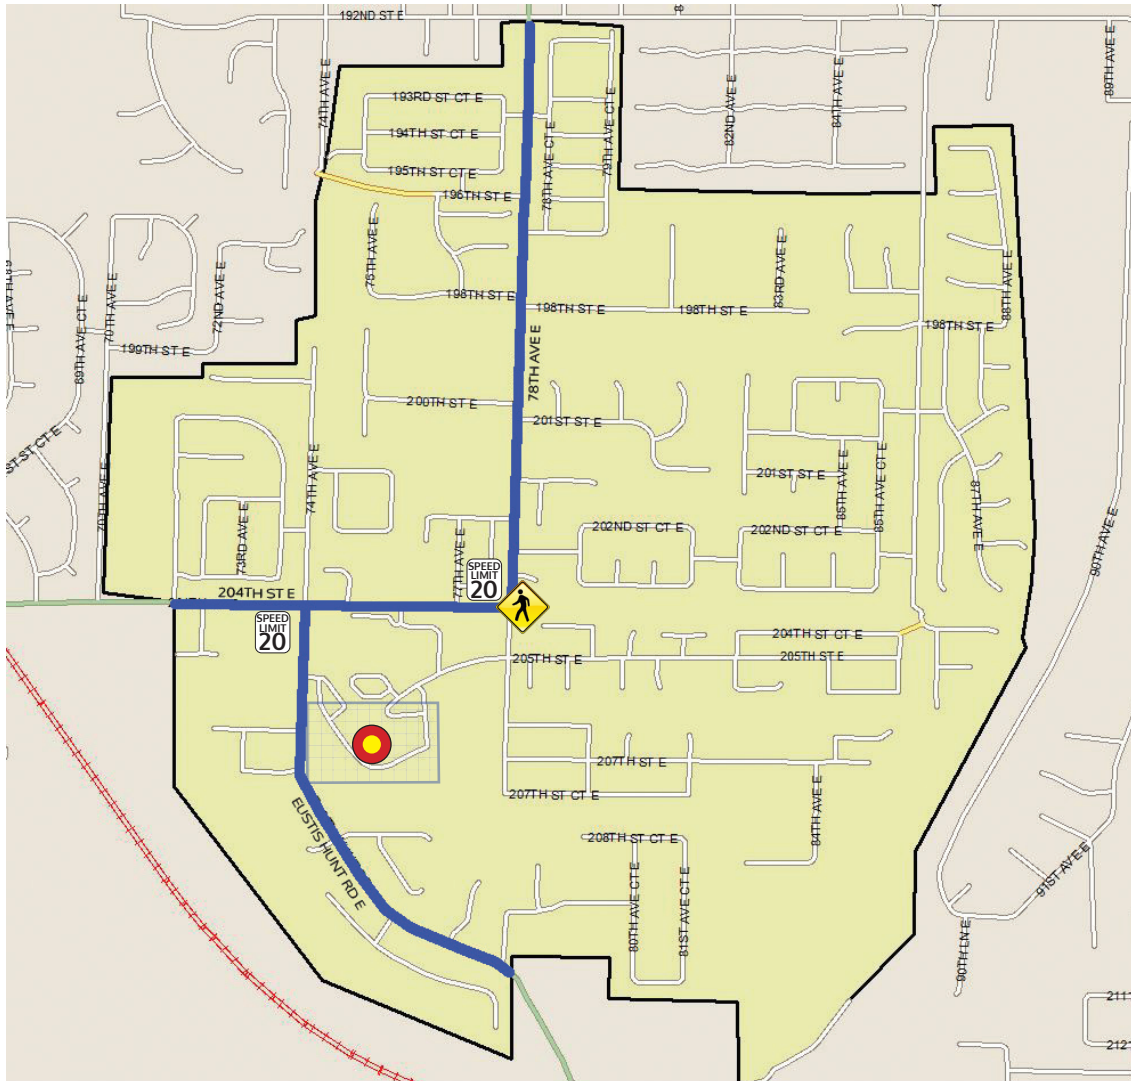 192ND ST E
74TH AVE E
193RD ST CT E
194TH ST CT E
195TH ST CT E
196TH ST E
78TH AVE CT E
79TH AVE CT E
82ND AVE E
84TH AVE E
89TH AVE E
75TH AVE E
198TH ST E
198TH ST E
198TH ST E
83RD AVE E
88TH AVE E
198TH ST E
69TH AVE CT E
70TH AVE E
72ND AVE E
199TH ST E
78TH AVE E
200TH ST E
201ST ST E
70TH AVE E
74TH AVE E
73RD AVE E
77TH AVE E
201ST ST E
85TH AVE E
85TH AVE CT E
87TH AVE E
202ND ST CT E
202ND ST CT E
90TH AVE E
204TH ST E
SPEED
LIMIT
20
SPEED
LIMIT
20
204TH ST CT E
205TH ST E
205TH ST E
207TH ST E
207TH ST CT E
84TH AVE E
EUSTIS HUNT RD E
208TH ST CT E
80TH AVE CT E
81ST AVE CT E
91ST AVE E
90TH LN E